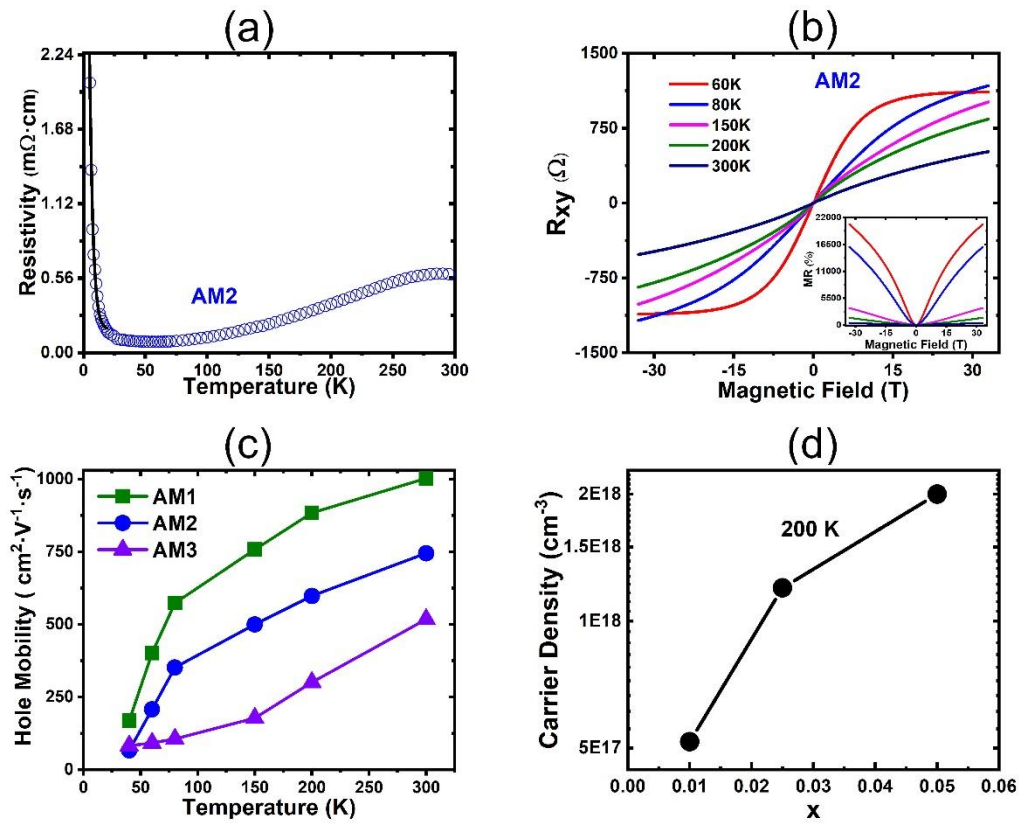 (a)
2.24
1.68
1.12
0.56
0.00
Resistivity (mΩ·cm)
AM2
0 50 100 150 200 250 300
Temperature (K)
(b)
1500
750
0
-750
-1500
Rxy (Ω)
60K
80K
150K
200K
300K
AM2
22000
16500
11000
5500
0
MR (%)
-30 -15 0 15 30
Magnetic Field (T)
-30 -15 0 15 30
Magnetic Field (T)
(c)
1000
750
500
250
0
Hole Mobility ( cm²·V⁻¹·s⁻¹)
AM1
AM2
AM3
0 50 100 150 200 250 300
Temperature (K)
(d)
2E18
1.5E18
1E18
5E17
Carrier Density (cm⁻³)
200 K
0.00 0.01 0.02 0.03 0.04 0.05 0.06
x